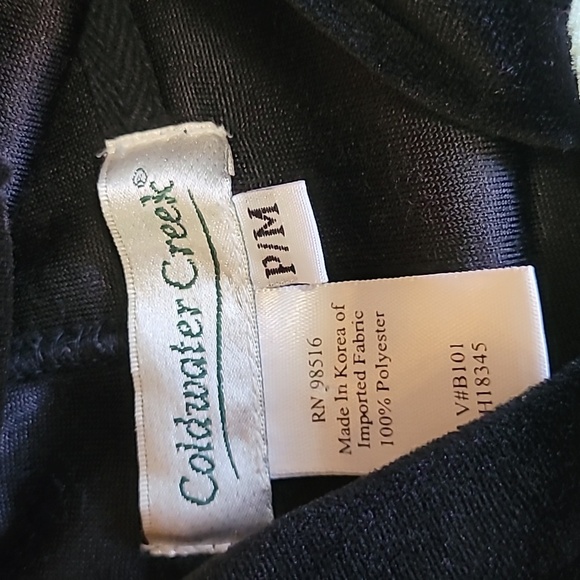 Coldwater Creek®
P/M
RN 98516
Made In Korea of
Imported Fabric
100% Polyester
V#B101
H18345